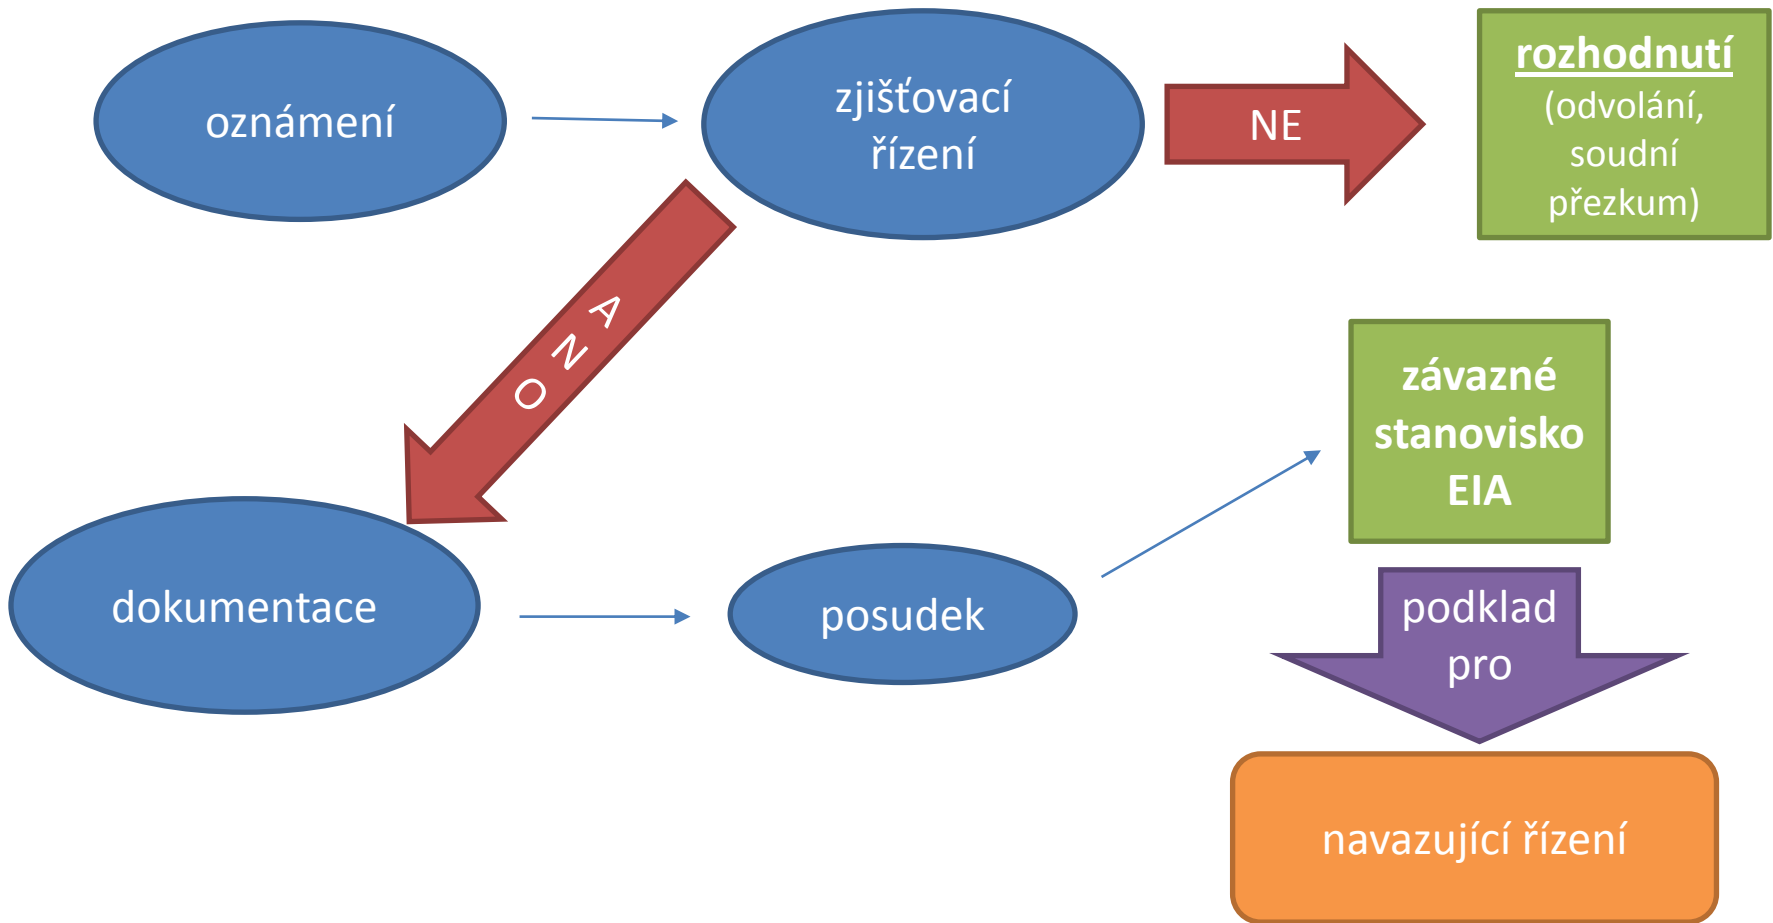 oznámení
zjišťovací
řízení
NE
rozhodnutí
(odvolání,
soudní
přezkum)
ANO
závazné
stanovisko
EIA
dokumentace
posudek
podklad
pro
navazující řízení